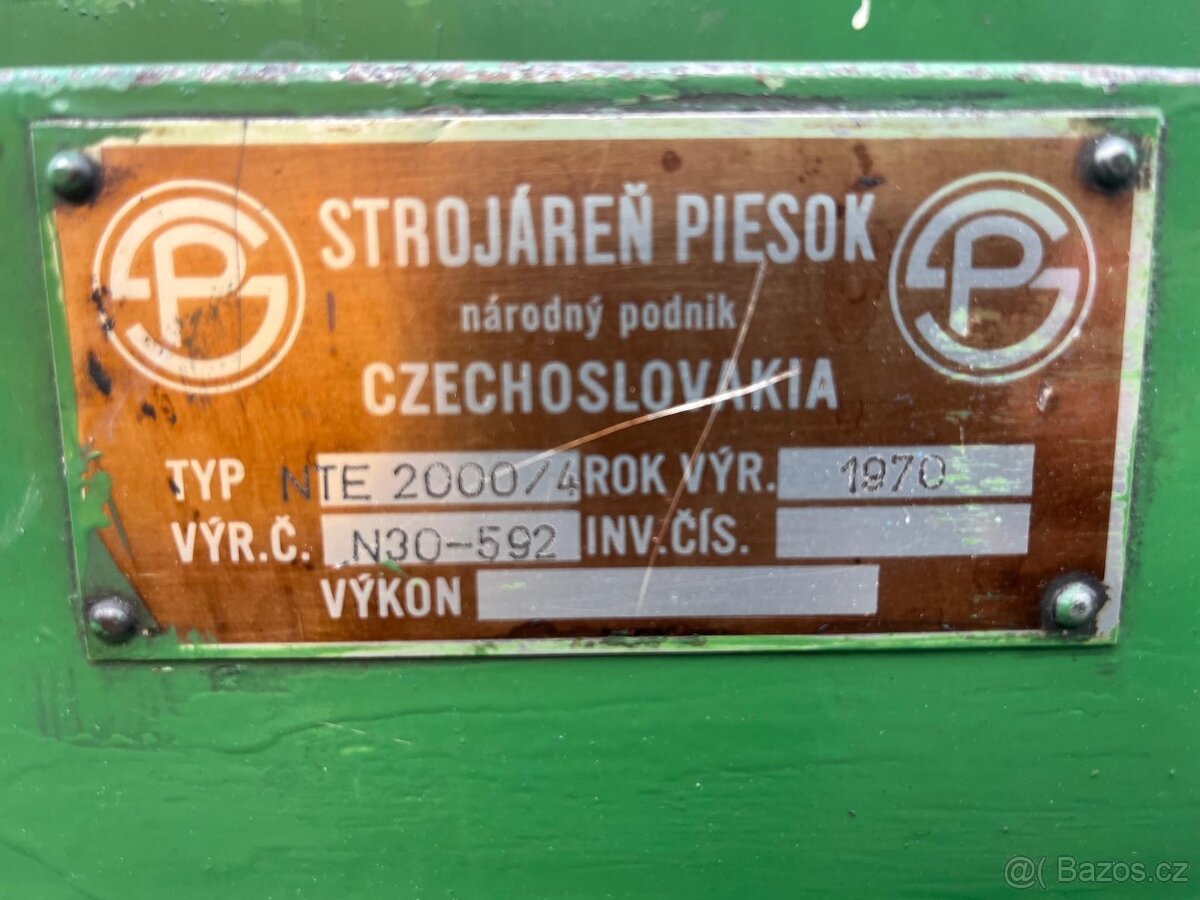 STROJÁREŇ PIESOK
národný podnik
CZECHOSLOVAKIA
TYP NTE 2000/4 ROK VÝR. 1970
VÝR.Č. N30-592 INV.ČÍS.
VÝKON
@( Bazos.cz